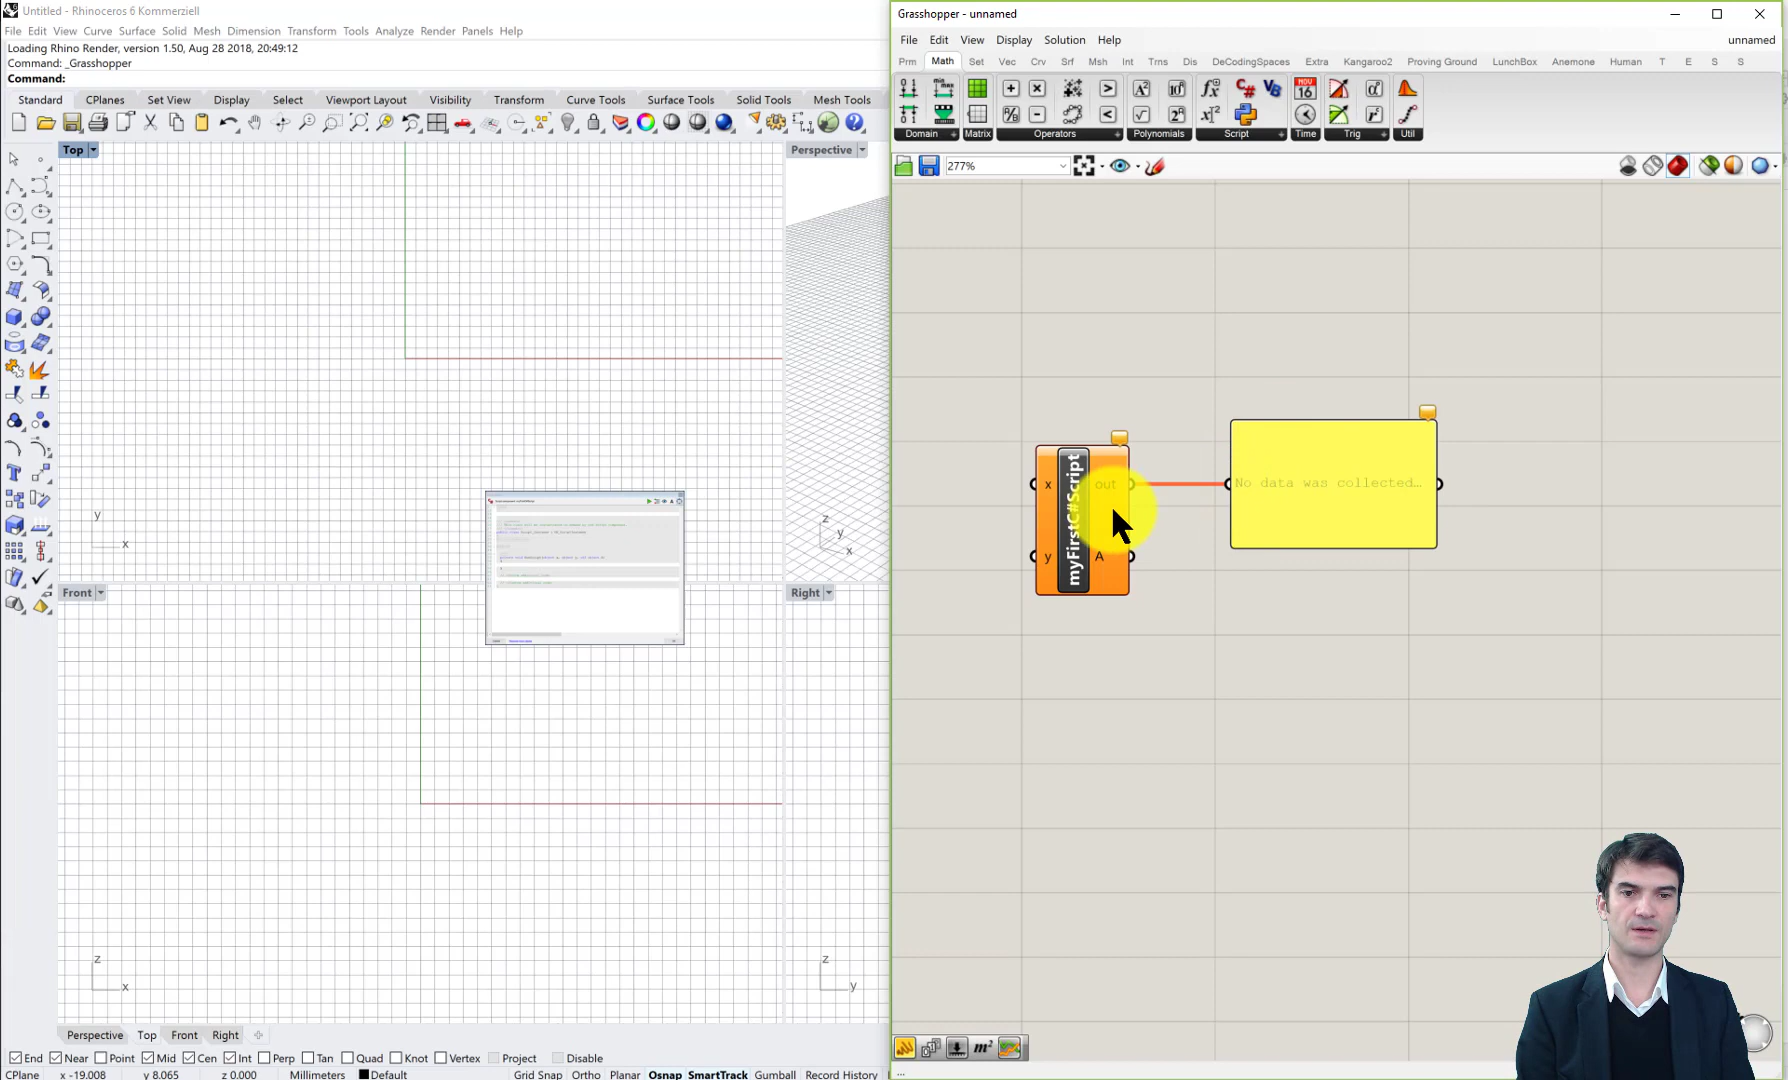 Untitled - Rhinoceros 6 Kommerziell
File Edit View Curve Surface Solid Mesh Dimension Transform Tools Analyze Render Panels Help
Loading Rhino Render, version 1.50, Aug 28 2018, 20:49:12
Command: _Grasshopper
Command:
Standard CPlanes Set View Display Select Viewport Layout Visibility Transform Curve Tools Surface Tools Solid Tools Mesh Tools
Top
Perspective
y
x
z
y
x
Front
Right
z
x
z
y
Perspective Top Front Right
End Near Point Mid Cen Int Perp Tan Quad Knot Vertex Project Disable
CPlane x -19.008 y 8.065 z 0.000 Millimeters Default Grid Snap Ortho Planar Osnap SmartTrack Gumball Record History
Grasshopper - unnamed
File Edit View Display Solution Help
unnamed
Prm Math Set Vec Crv Srf Msh Int Trns Dis DeCodingSpaces Extra Kangaroo2 Proving Ground LunchBox Anemone Human T E S S
Domain Matrix Operators Polynomials Script Time Trig Util
277%
x
y
myFirstC#Script
out
A
No data was collected...
m²
...